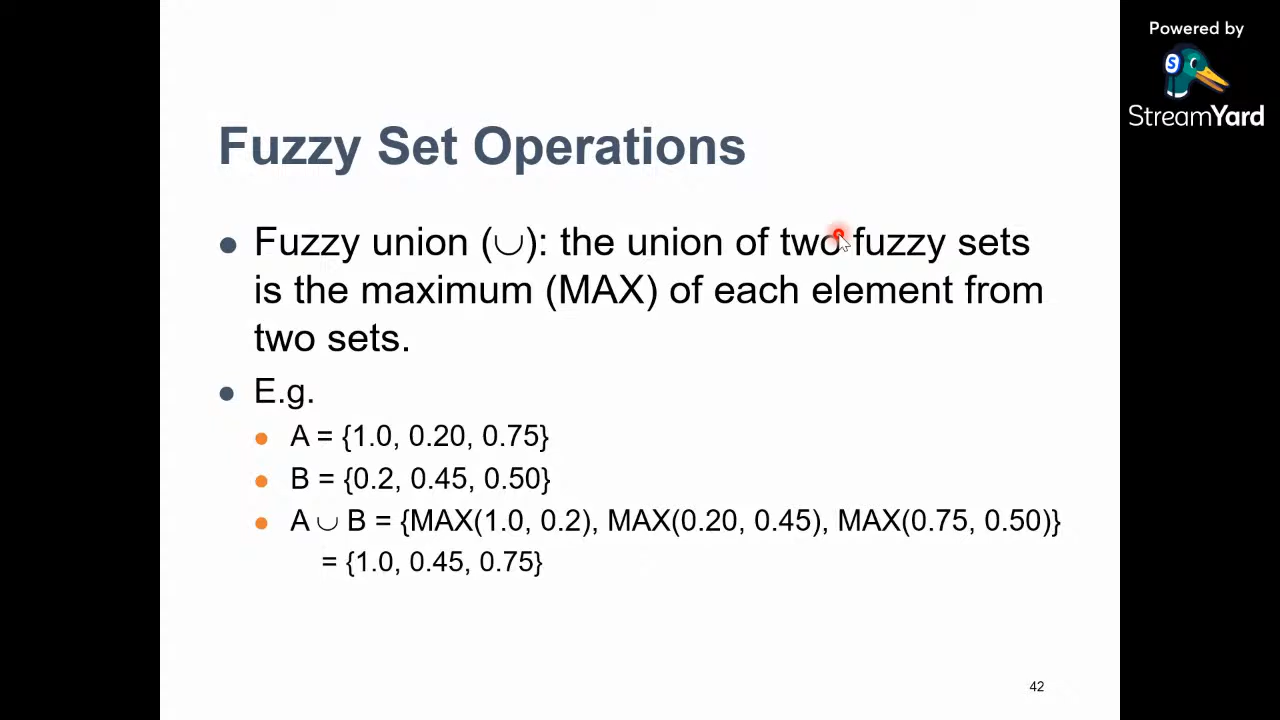 Powered by
S
StreamYard
Fuzzy Set Operations
Fuzzy union (∪): the union of two fuzzy sets
is the maximum (MAX) of each element from
two sets.
E.g.
A = {1.0, 0.20, 0.75}
B = {0.2, 0.45, 0.50}
A ∪ B = {MAX(1.0, 0.2), MAX(0.20, 0.45), MAX(0.75, 0.50)}
= {1.0, 0.45, 0.75}
42